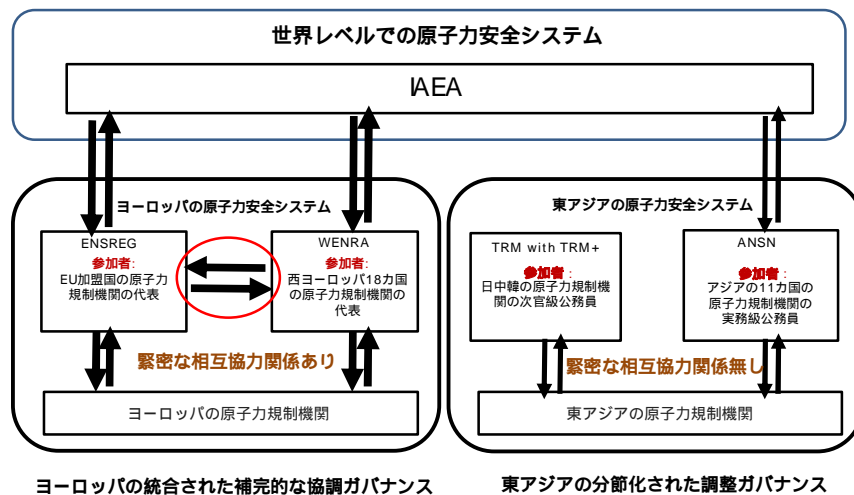 世界レベルでの原子力安全システム
IAEA
ヨーロッパの原子力安全システム
ENSREG
参加者:
EU加盟国の原子力
規制機関の代表
WENRA
参加者:
西ヨーロッパ18カ国
の原子力規制機関の
代表
緊密な相互協力関係あり
ヨーロッパの原子力規制機関
東アジアの原子力安全システム
TRM with TRM+
参加者:
日中韓の原子力規制機
関の次官級公務員
ANSN
参加者:
アジアの11カ国の
原子力規制機関の
実務級公務員
緊密な相互協力関係無し
東アジアの原子力規制機関
ヨーロッパの統合された補完的な協調ガバナンス
東アジアの分節化された調整ガバナンス